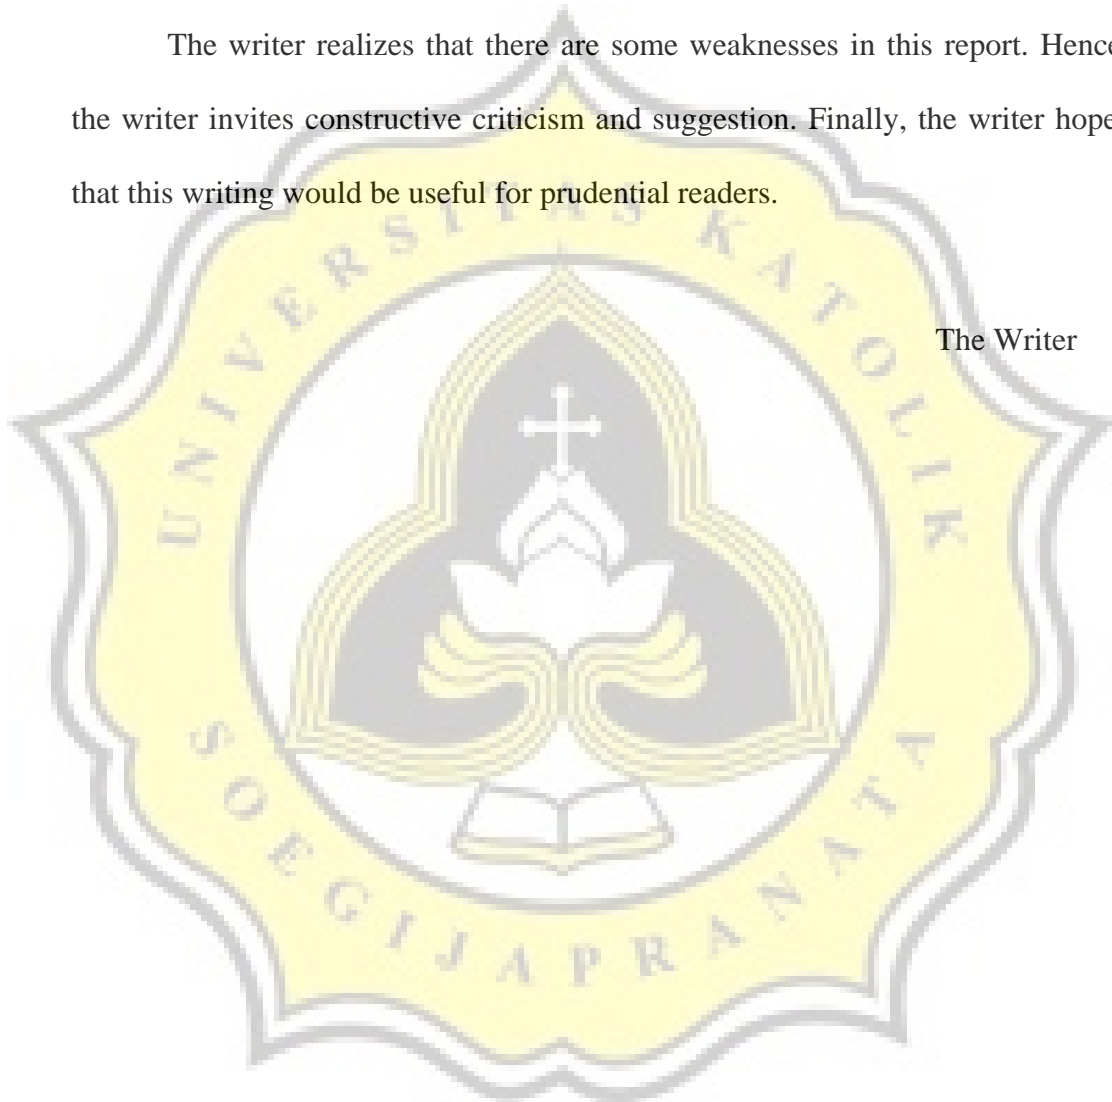 The writer realizes that there are some weaknesses in this report. Hence
the writer invites constructive criticism and suggestion. Finally, the writer hope
that this writing would be useful for prudential readers.
The Writer
UNIVERSITAS KATOLIK
SOEGIJAPRANATA